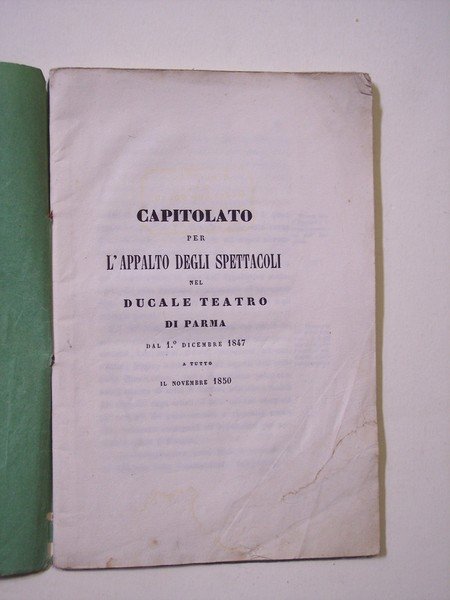 CAPITOLATO
PER
L'APPALTO DEGLI SPETTACOLI
NEL
DUCALE TEATRO
DI PARMA
DAL 1.º DICEMBRE 1847
A TUTTO
IL NOVEMBRE 1850